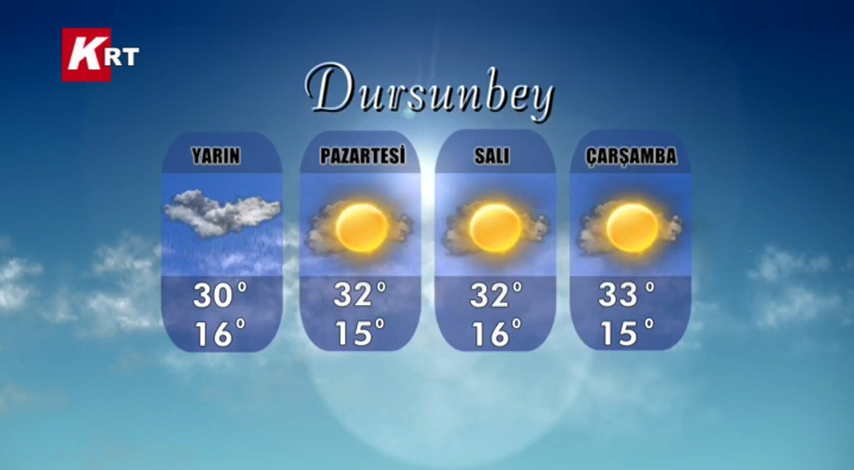 KRT
Dursunbey
YARIN
PAZARTESİ
SALI
ÇARŞAMBA
30° 32° 32° 33°
16° 15° 16° 15°